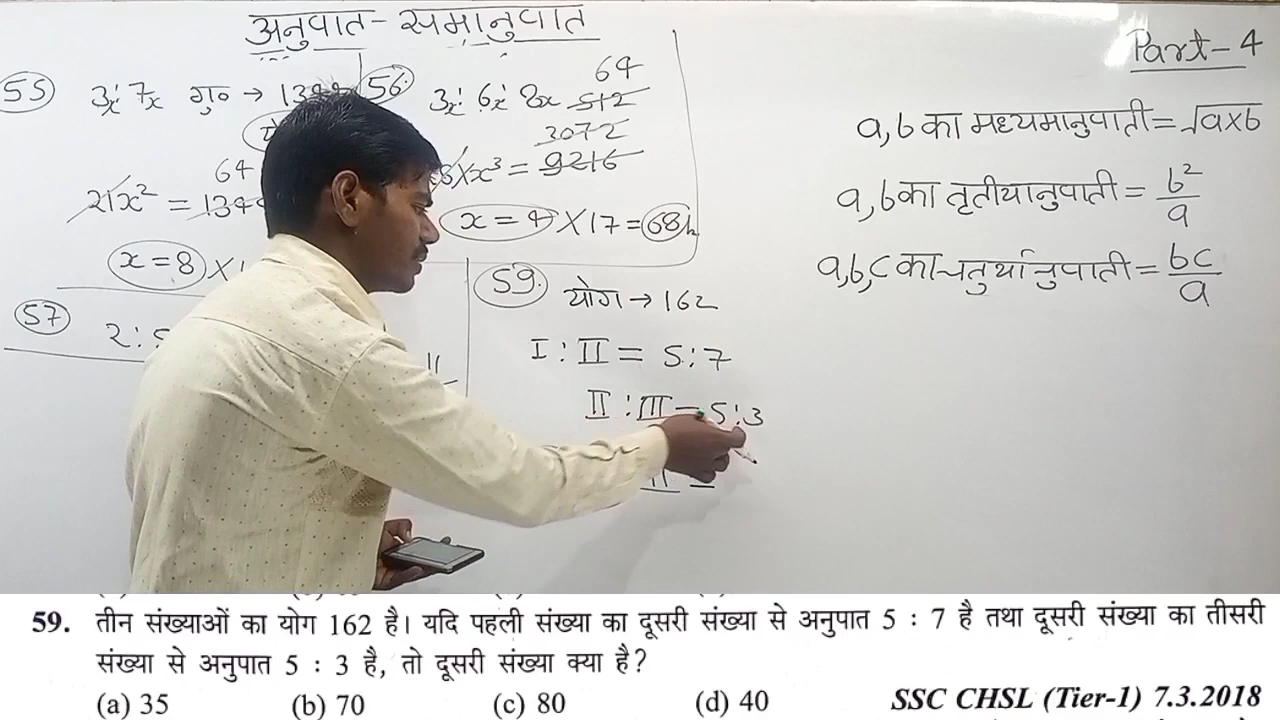 अनुपात - समानुपात
Part - 4
55 3x : 7x गु० →
21x² =
64
x = 8 ×
56 3x : 6x : 8x 512
64
3072
x³ = 9216
x = 4 × 17 = 68
57 2 :
59. योग → 162
I : II = 5 : 7
II : III = 5 : 3
a, b का मध्यमानुपाती = √a×b
a, b का तृतीयानुपाती = b²/a
a, b, c का चतुर्थानुपाती = bc/a
59. तीन संख्याओं का योग 162 है। यदि पहली संख्या का दूसरी संख्या से अनुपात 5 : 7 है तथा दूसरी संख्या का तीसरी
संख्या से अनुपात 5 : 3 है, तो दूसरी संख्या क्या है?
(a) 35 (b) 70 (c) 80 (d) 40 SSC CHSL (Tier-1) 7.3.2018